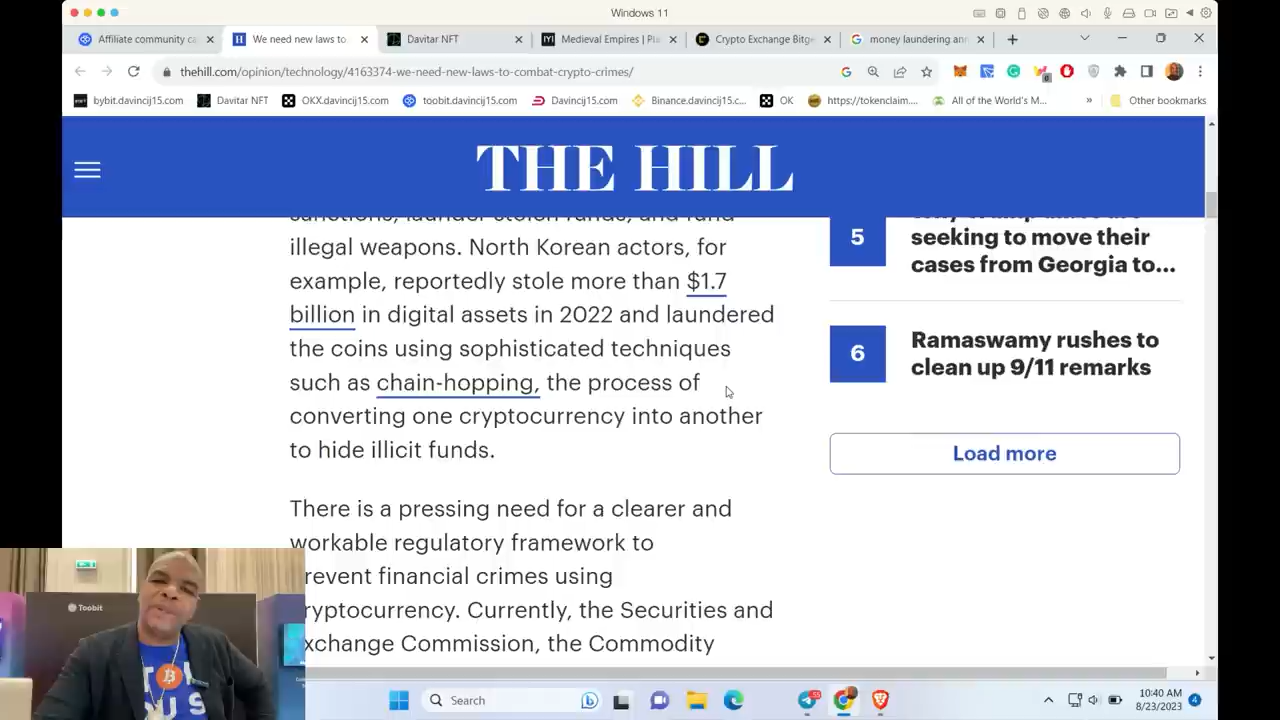 Windows 11
Affiliate community ca
We need new laws to
Davitar NFT
Medieval Empires | Pla
Crypto Exchange Bitge
money laundering ann
thehill.com/opinion/technology/4163374-we-need-new-laws-to-combat-crypto-crimes/
bybit.davincij15.com
Davitar NFT
OKX.davincij15.com
toobit.davincij15.com
Davincij15.com
Binance.davincij15.c...
OK
https://tokenclaim....
All of the World's M...
»
Other bookmarks
THE HILL
sanctions, launder stolen funds, and fund
illegal weapons. North Korean actors, for
example, reportedly stole more than $1.7
billion in digital assets in 2022 and laundered
the coins using sophisticated techniques
such as chain-hopping, the process of
converting one cryptocurrency into another
to hide illicit funds.
There is a pressing need for a clearer and
workable regulatory framework to
revent financial crimes using
ryptocurrency. Currently, the Securities and
xchange Commission, the Commodity
5
seeking to move their
cases from Georgia to...
6
Ramaswamy rushes to
clean up 9/11 remarks
Load more
Toobit
Search
10:40 AM
8/23/2023
4